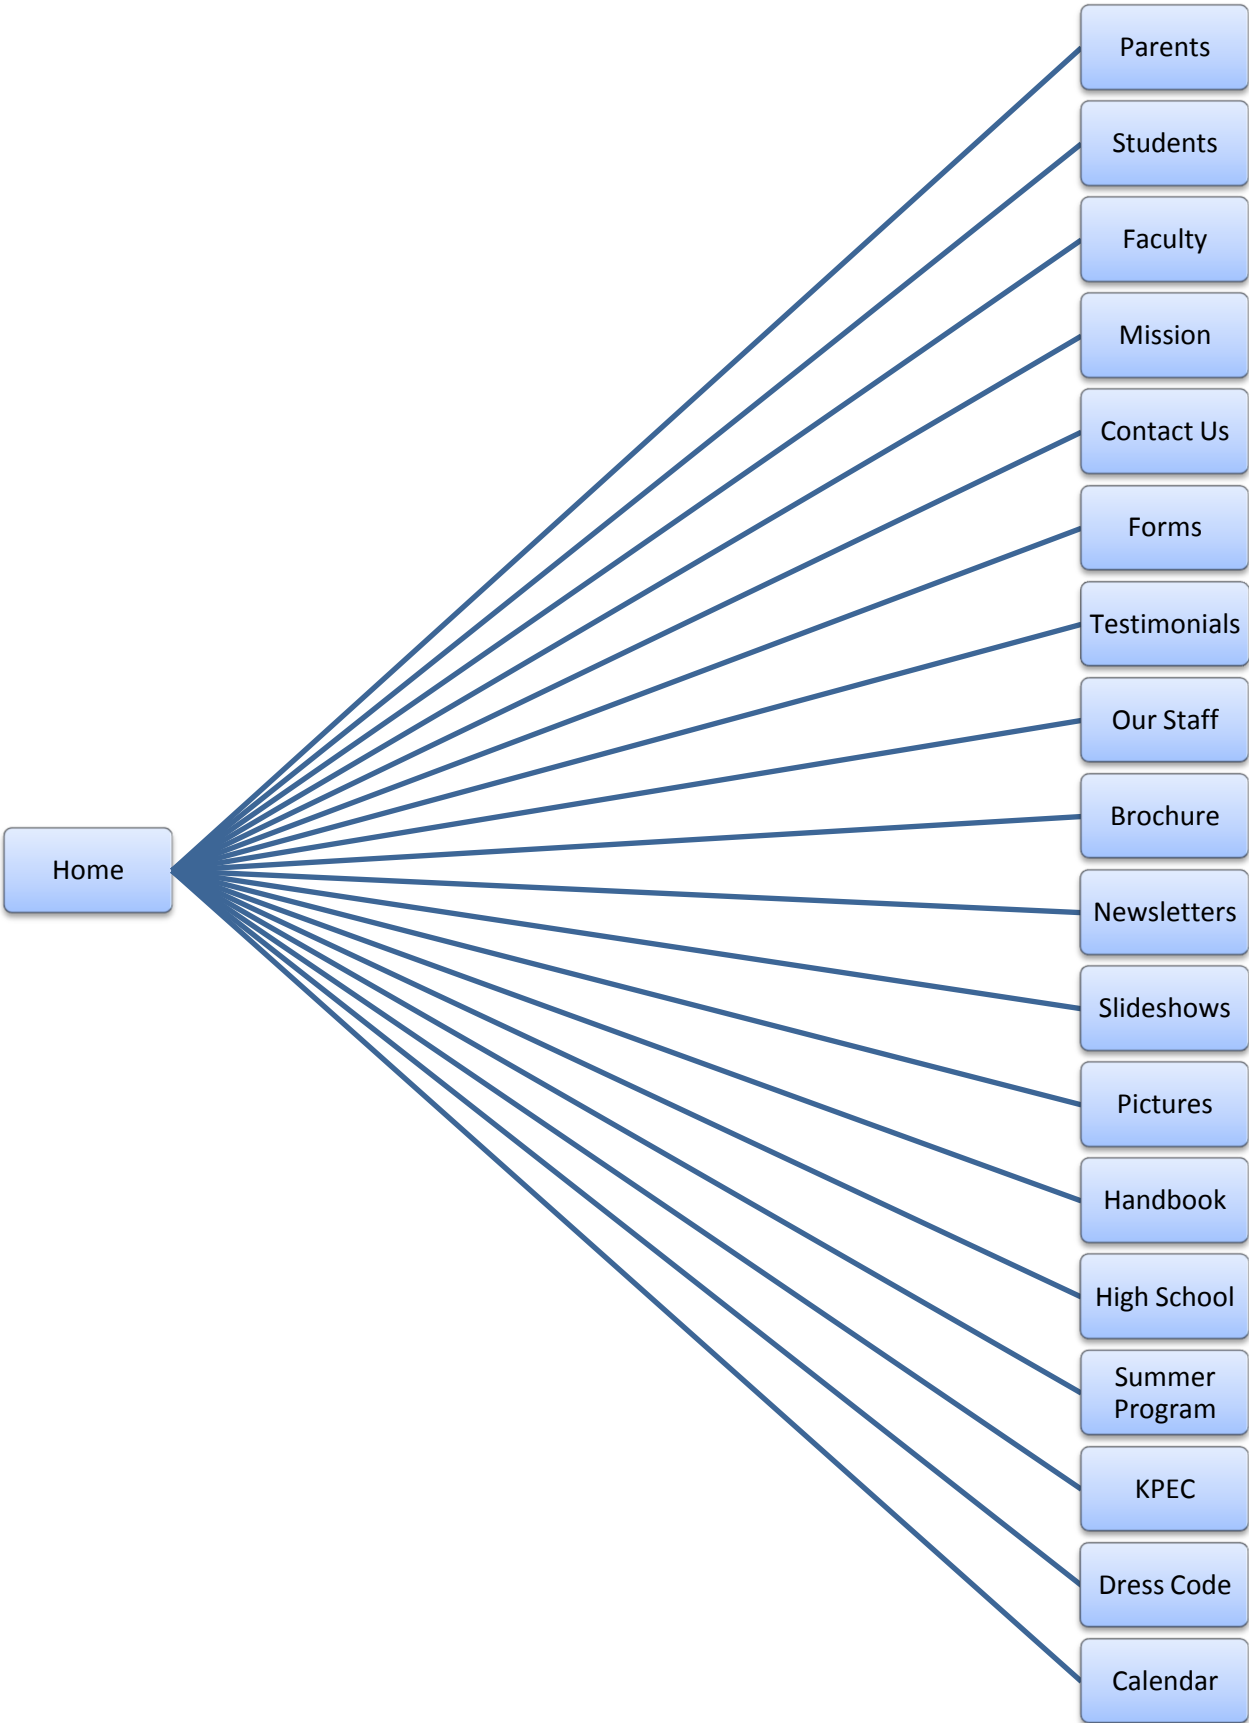 Parents
Students
Faculty
Mission
Contact Us
Forms
Testimonials
Our Staff
Brochure
Home
Newsletters
Slideshows
Pictures
Handbook
High School
Summer
Program
KPEC
Dress Code
Calendar